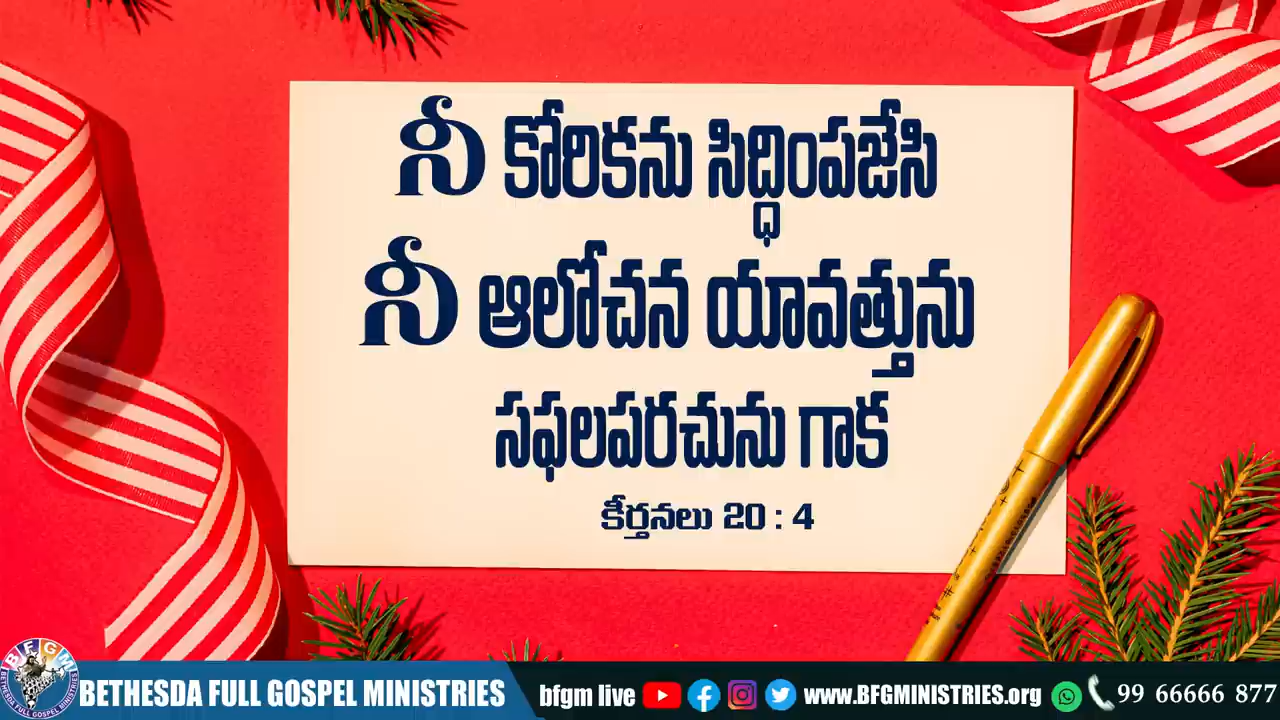 నీ కోరికను సిద్ధింపజేసి
నీ ఆలోచన యావత్తును
సఫలపరచును గాక
కీర్తనలు 20 : 4
BFGM
BETHESDA FULL GOSPEL MINISTRIES bfgm live www.BFGMINISTRIES.org 99 66666 877